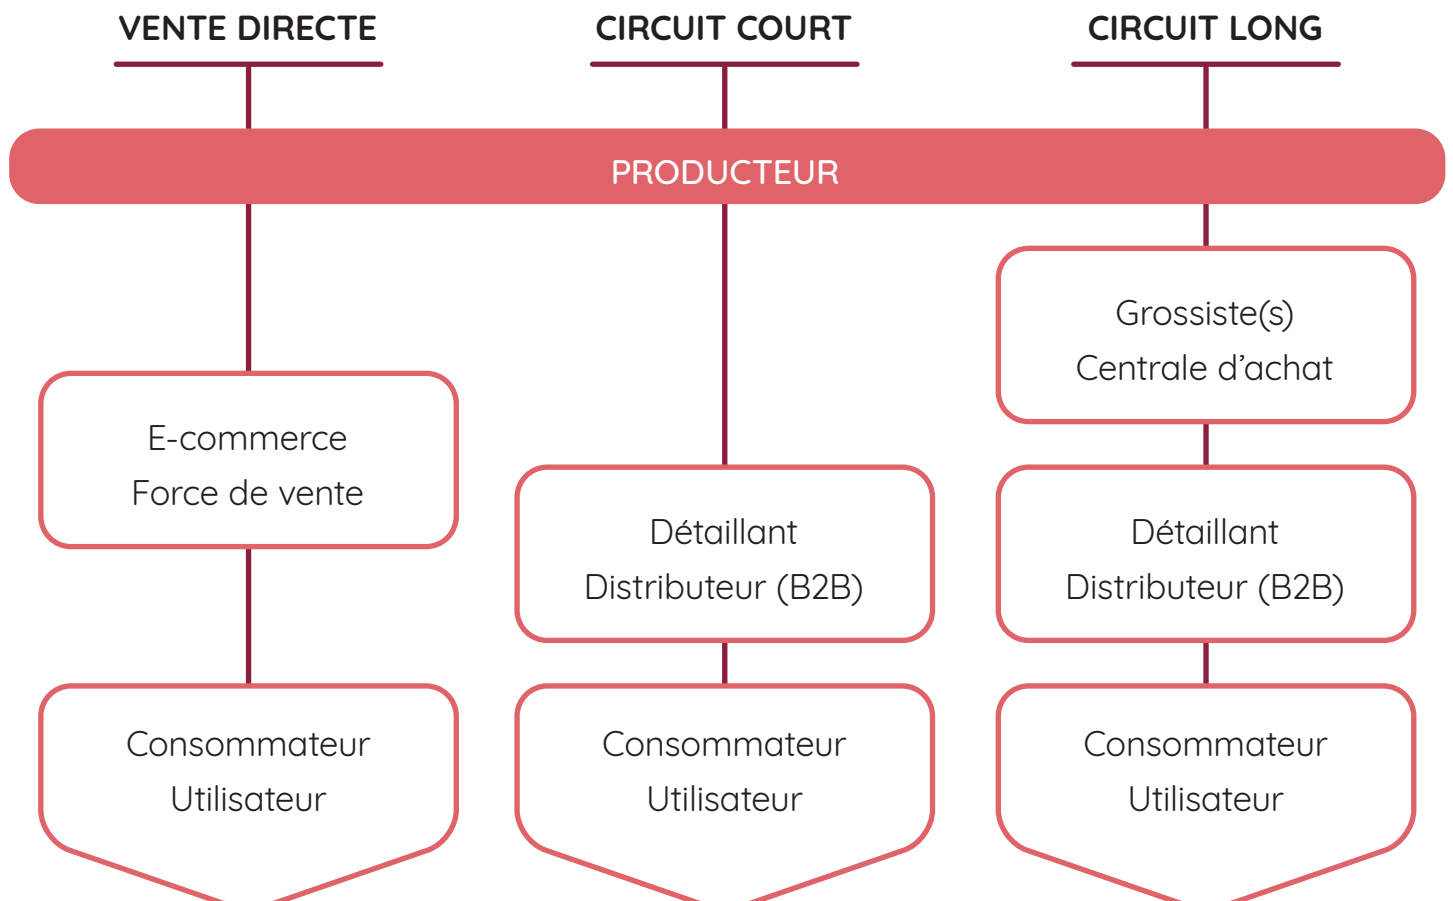 VENTE DIRECTE
CIRCUIT COURT
CIRCUIT LONG
PRODUCTEUR
E-commerce
Force de vente
Détaillant
Distributeur (B2B)
Grossiste(s)
Centrale d’achat
Détaillant
Distributeur (B2B)
Consommateur
Utilisateur
Consommateur
Utilisateur
Consommateur
Utilisateur